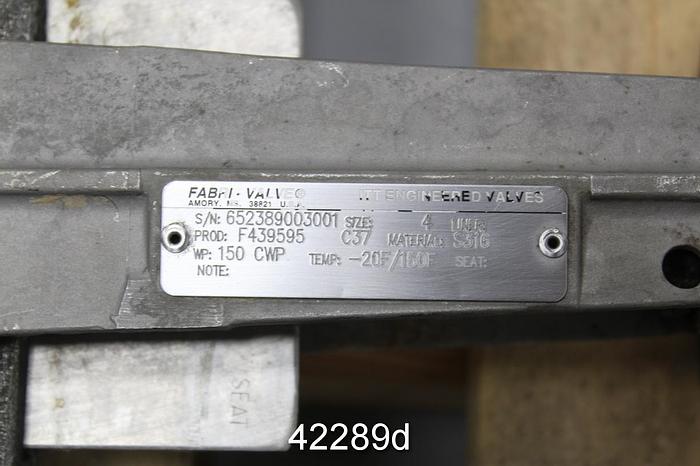 FABRI-VALVE® ITT ENGINEERED VALVES
AMORY, MS. 38821 U.S.A.
S/N: 652389003001 SIZE: 4 LINER:
PROD: F439595 C37 MATERIAL: S316
WP: 150 CWP TEMP: -20F/150F SEAT:
NOTE:
SEAT
42289d